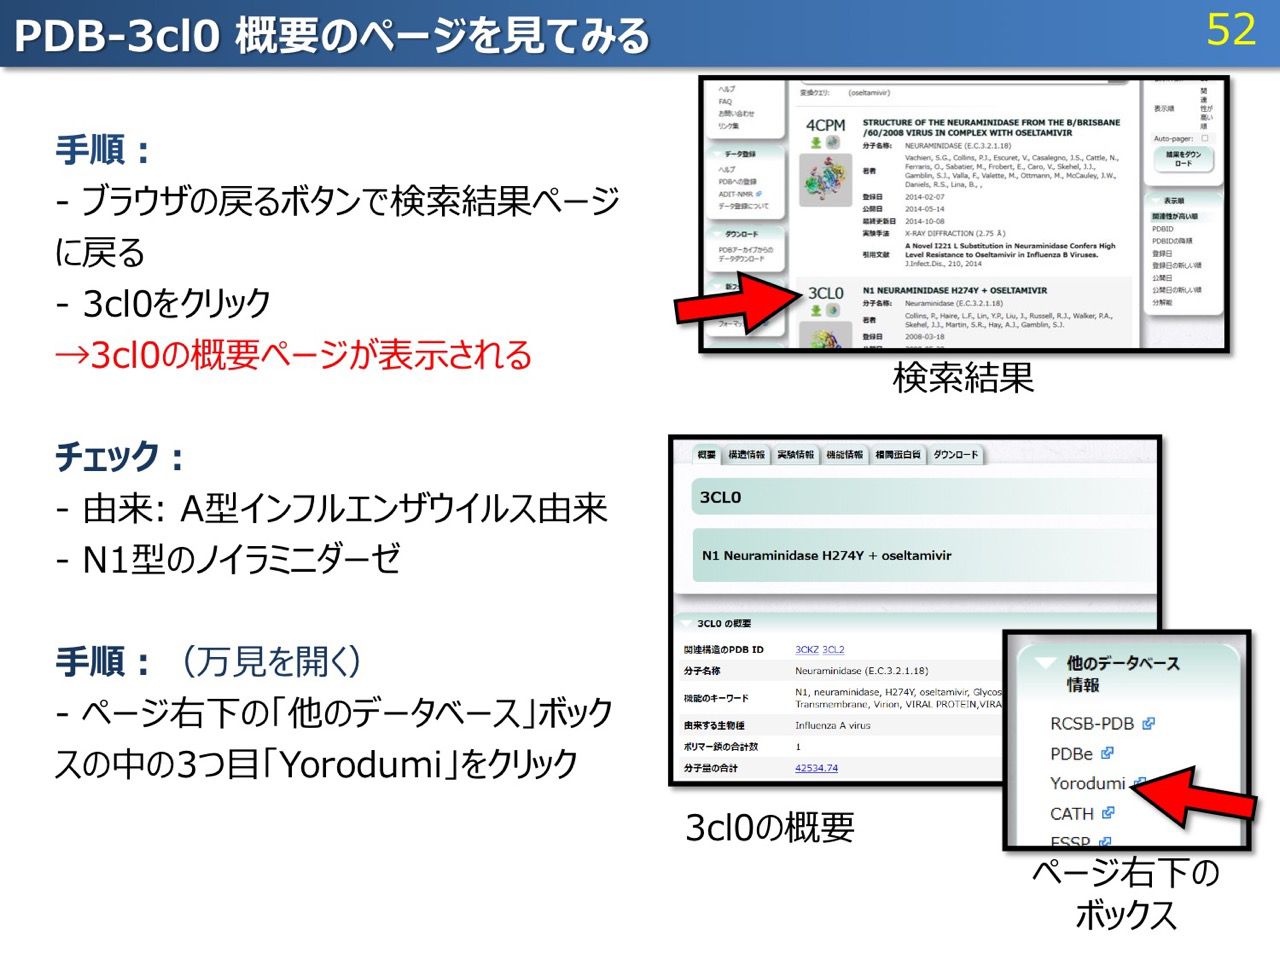 PDB-3cl0 概要のページを見てみる
52
手順：
- ブラウザの戻るボタンで検索結果ページ
に戻る
- 3cl0をクリック
→3cl0の概要ページが表示される
チェック：
- 由来: A型インフルエンザウイルス由来
- N1型のノイラミニダーゼ
手順：（万見を開く）
- ページ右下の「他のデータベース」ボック
スの中の3つ目「Yorodumi」をクリック
ヘルプ
FAQ
お問い合わせ
リンク集
データ登録
ヘルプ
PDBへの登録
ADIT-NMR
データ登録について
ダウンロード
PDBアーカイブからの
データダウンロード
変換クエリ: (oseltamivir)
4CPM
STRUCTURE OF THE NEURAMINIDASE FROM THE B/BRISBANE
/60/2008 VIRUS IN COMPLEX WITH OSELTAMIVIR
分子名称: NEURAMINIDASE (E.C.3.2.1.18)
著者
Vachieri, S.G., Collins, P.J., Escuret, V., Casalegno, J.S., Cattle, N.,
Ferraris, O., Sabatier, M., Frobert, E., Caro, V., Skehel, J.J.,
Gamblin, S.J., Valla, F., Valette, M., Ottmann, M., McCauley, J.W.,
Daniels, R.S., Lina, B., ,
登録日 2014-02-07
公開日 2014-05-14
最終更新日 2014-10-08
実験手法 X-RAY DIFFRACTION (2.75 Å)
引用文献
A Novel I221 L Substitution in Neuraminidase Confers High
Level Resistance to Oseltamivir in Influenza B Viruses.
J.Infect.Dis., 210, 2014
3CL0
N1 NEURAMINIDASE H274Y + OSELTAMIVIR
分子名称: Neuraminidase (E.C.3.2.1.18)
著者
Collins, P., Haire, L.F., Lin, Y.P., Liu, J., Russell, R.J., Walker, P.A.,
Skehel, J.J., Martin, S.R., Hay, A.J., Gamblin, S.J.
登録日 2008-03-18
表示順
関連性が高い順
Auto-pager:
結果をダウン
ロード
表示順
関連性が高い順
PDBID
PDBIDの降順
登録日
登録日の新しい順
公開日
公開日の新しい順
分解能
検索結果
概要 構造情報 実験情報 機能情報 相同蛋白質 ダウンロード
3CL0
N1 Neuraminidase H274Y + oseltamivir
3CL0 の概要
関連構造のPDB ID 3CKZ 3CL2
分子名称 Neuraminidase (E.C.3.2.1.18)
機能のキーワード
N1, neuraminidase, H274Y, oseltamivir, Glycos
Transmembrane, Virion, VIRAL PROTEIN,VIRA
由来する生物種 Influenza A virus
ポリマー鎖の合計数 1
分子量の合計 42534.74
3cl0の概要
他のデータベース
情報
RCSB-PDB
PDBe
Yorodumi
CATH
FSSP
ページ右下の
ボックス